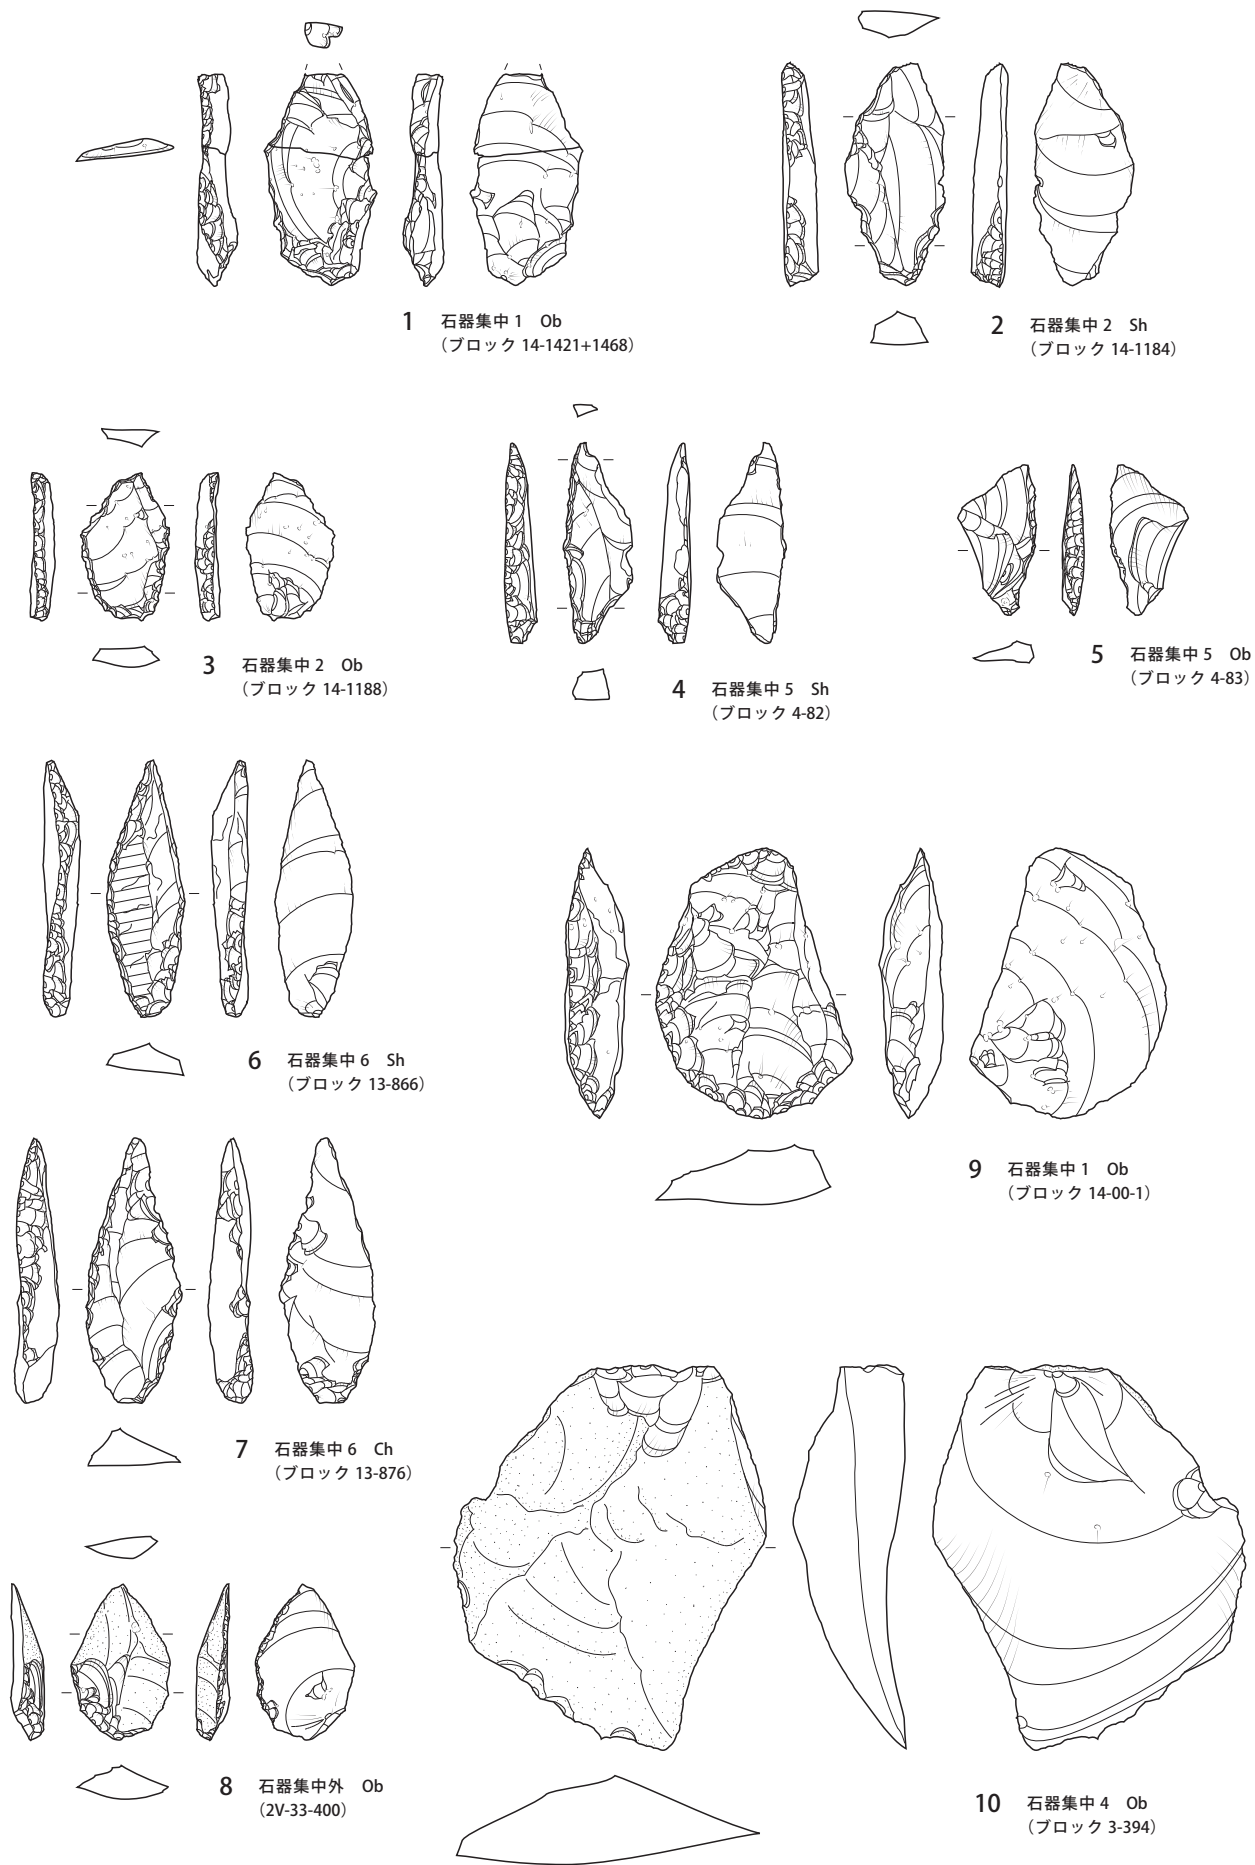 1 石器集中 1 Ob
（ブロック 14-1421+1468）
2 石器集中 2 Sh
（ブロック 14-1184）
3 石器集中 2 Ob
（ブロック 14-1188）
4 石器集中 5 Sh
（ブロック 4-82）
5 石器集中 5 Ob
（ブロック 4-83）
6 石器集中 6 Sh
（ブロック 13-866）
9 石器集中 1 Ob
（ブロック 14-00-1）
7 石器集中 6 Ch
（ブロック 13-876）
8 石器集中外 Ob
（2V-33-400）
10 石器集中 4 Ob
（ブロック 3-394）